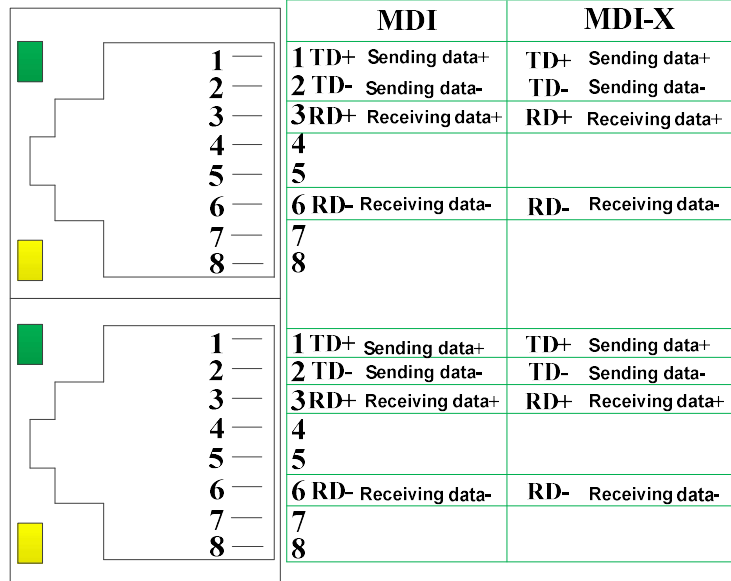 MDI MDI-X
1 1 TD+ Sending data+ TD+ Sending data+
2 2 TD- Sending data- TD- Sending data-
3 3 RD+ Receiving data+ RD+ Receiving data+
4 4
5 5
6 6 RD- Receiving data- RD- Receiving data-
7 7
8 8
1 1 TD+ Sending data+ TD+ Sending data+
2 2 TD- Sending data- TD- Sending data-
3 3 RD+ Receiving data+ RD+ Receiving data+
4 4
5 5
6 6 RD- Receiving data- RD- Receiving data-
7 7
8 8